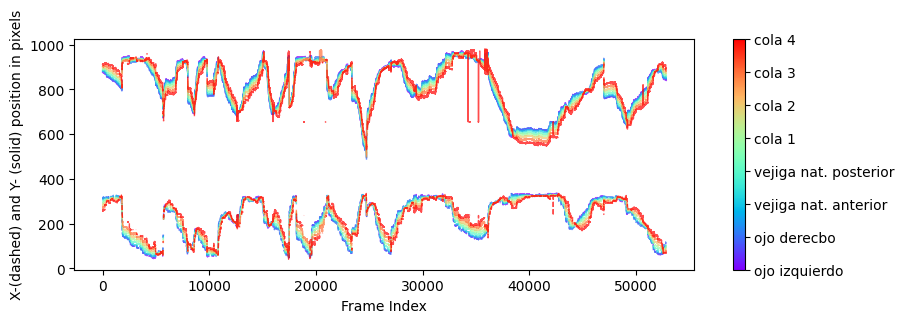 X-(dashed) and Y- (solid) position in pixels
1000
800
600
400
200
0
0 10000 20000 30000 40000 50000
Frame Index
cola 4
cola 3
cola 2
cola 1
vejiga nat. posterior
vejiga nat. anterior
ojo derecbo
ojo izquierdo